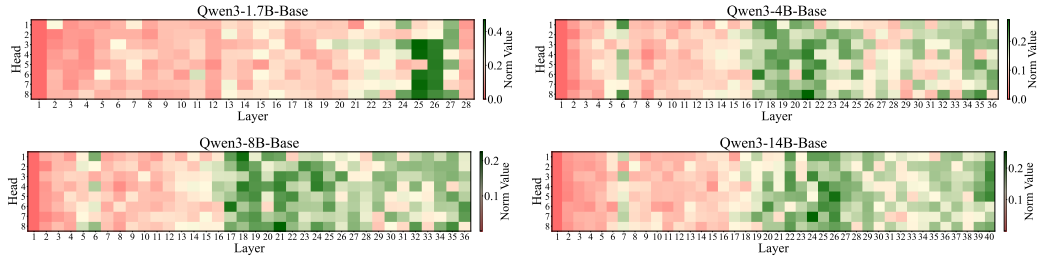 Qwen3-1.7B-Base
Head
1 2 3 4 5 6 7 8
1 2 3 4 5 6 7 8 9 10 11 12 13 14 15 16 17 18 19 20 21 22 23 24 25 26 27 28
Layer
0.4
0.2
0.0
Norm Value
Qwen3-4B-Base
Head
1 2 3 4 5 6 7 8
1 2 3 4 5 6 7 8 9 10 11 12 13 14 15 16 17 18 19 20 21 22 23 24 25 26 27 28 29 30 31 32 33 34 35 36
Layer
0.2
0.1
0.0
Norm Value
Qwen3-8B-Base
Head
1 2 3 4 5 6 7 8
1 2 3 4 5 6 7 8 9 10 11 12 13 14 15 16 17 18 19 20 21 22 23 24 25 26 27 28 29 30 31 32 33 34 35 36
Layer
0.2
0.1
Norm Value
Qwen3-14B-Base
Head
1 2 3 4 5 6 7 8
1 2 3 4 5 6 7 8 9 10 11 12 13 14 15 16 17 18 19 20 21 22 23 24 25 26 27 28 29 30 31 32 33 34 35 36 37 38 39 40
Layer
0.2
0.1
Norm Value